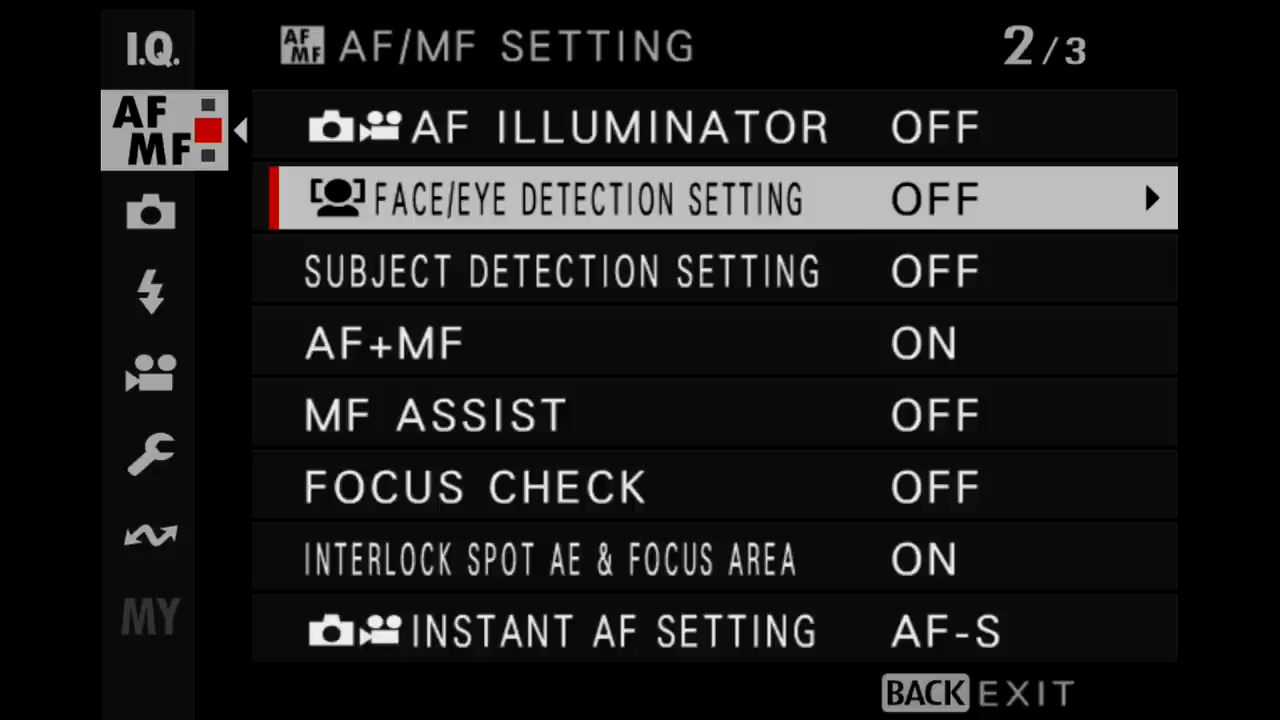 I.Q.
AF MF AF/MF SETTING 2/3
AF
MF
AF ILLUMINATOR OFF
FACE/EYE DETECTION SETTING OFF
SUBJECT DETECTION SETTING OFF
AF+MF ON
MF ASSIST OFF
FOCUS CHECK OFF
INTERLOCK SPOT AE & FOCUS AREA ON
INSTANT AF SETTING AF-S
MY
BACK EXIT